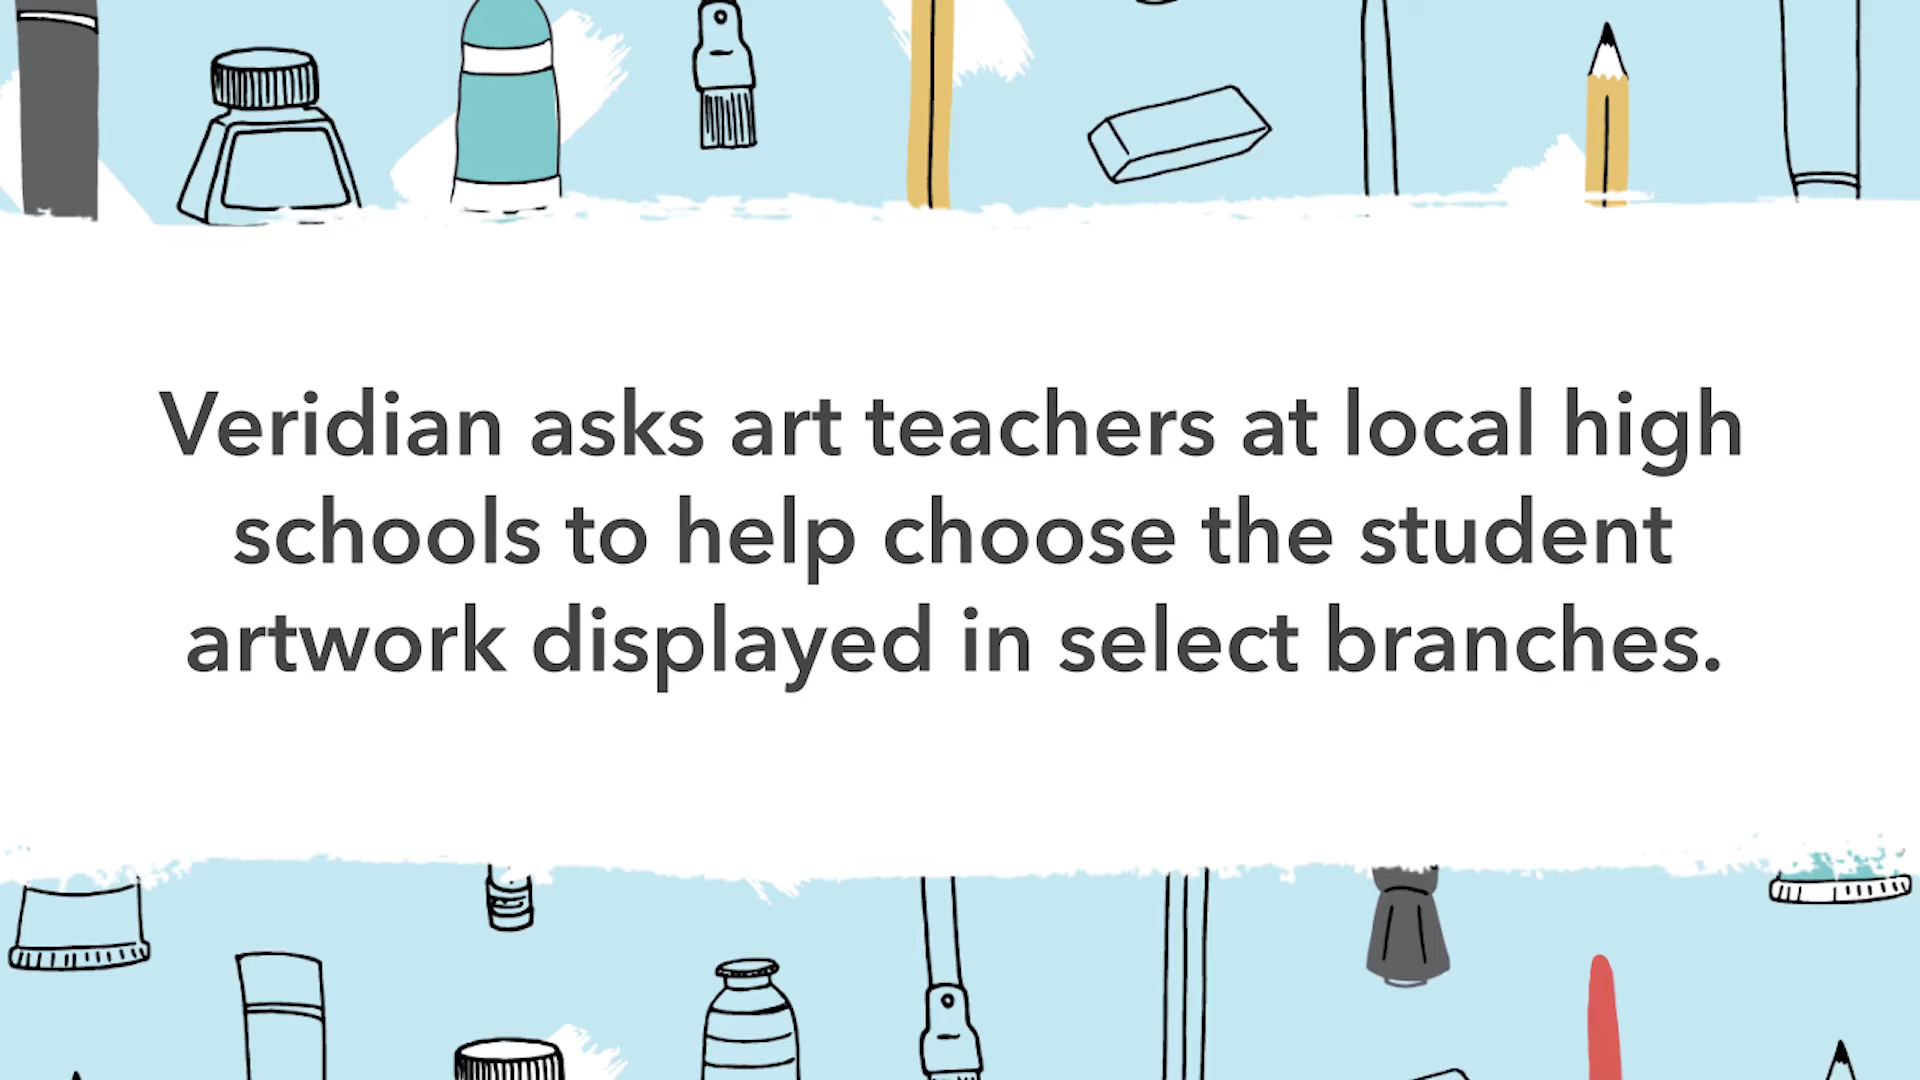 Veridian asks art teachers at local high
schools to help choose the student
artwork displayed in select branches.